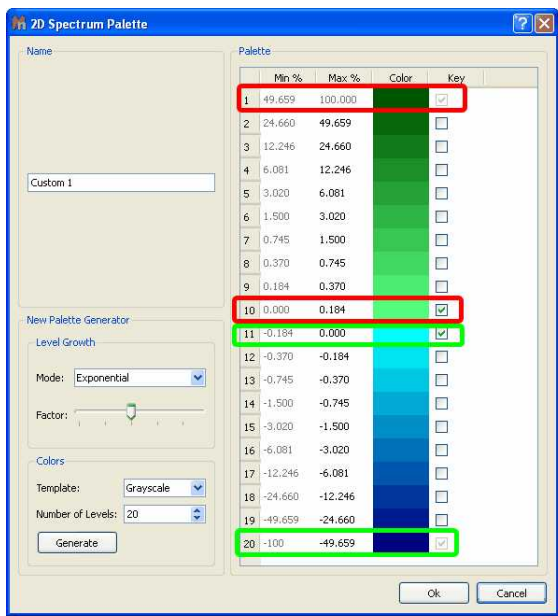 2D Spectrum Palette
Name
Custom 1
New Palette Generator
Level Growth
Mode: Exponential
Factor:
Colors
Template: Grayscale
Number of Levels: 20
Generate
Palette
Min % Max % Color Key
1 49.659 100.000
2 24.660 49.659
3 12.246 24.660
4 6.081 12.246
5 3.020 6.081
6 1.500 3.020
7 0.745 1.500
8 0.370 0.745
9 0.184 0.370
10 0.000 0.184
11 -0.184 0.000
12 -0.370 -0.184
13 -0.745 -0.370
14 -1.500 -0.745
15 -3.020 -1.500
16 -6.081 -3.020
17 -12.246 -6.081
18 -24.660 -12.246
19 -49.659 -24.660
20 -100 -49.659
Ok Cancel